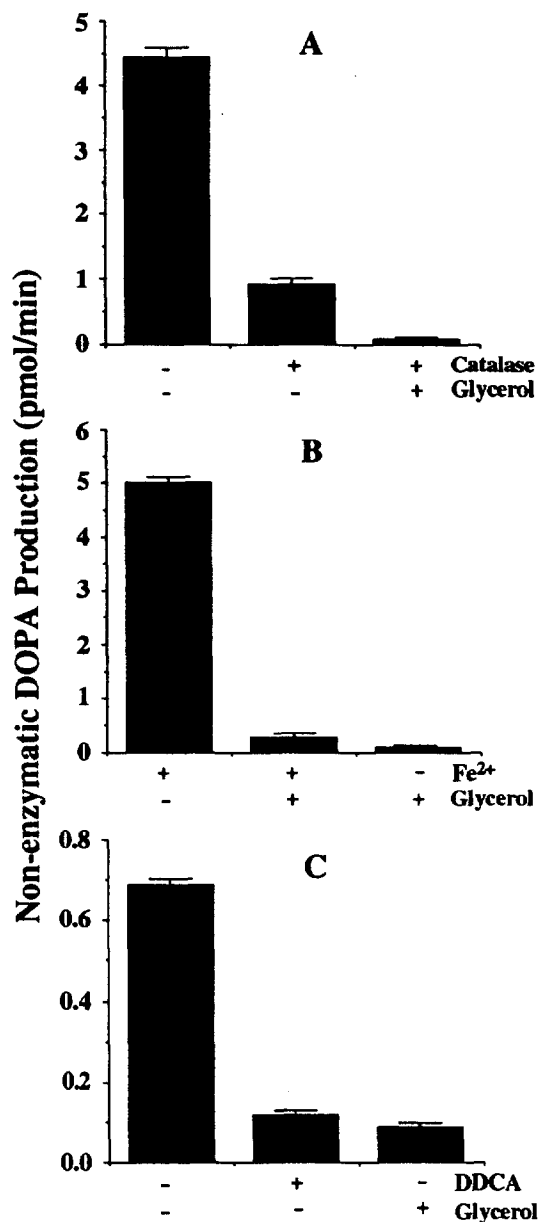 Non-enzymatic DOPA Production (pmol/min)
A
5
4
3
2
1
0
- + + Catalase
- - + Glycerol
B
6
5
4
3
2
1
0
+ + - Fe2+
- + + Glycerol
C
0.8
0.6
0.4
0.2
0.0
- + - DDCA
- - + Glycerol